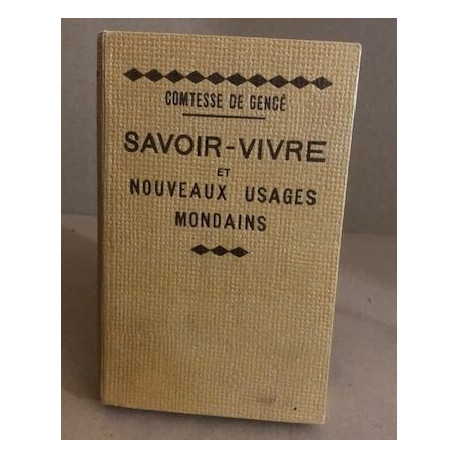 COMTESSE DE GENCÉ
SAVOIR-VIVRE
ET
NOUVEAUX USAGES
MONDAINS